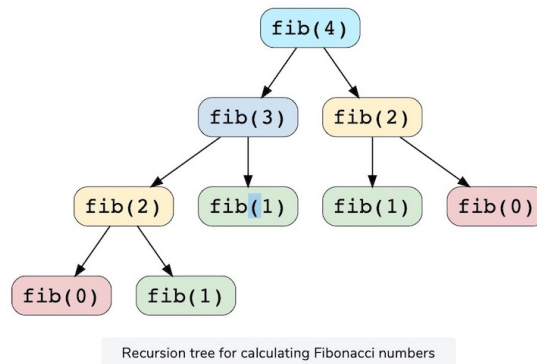 fib(4)
fib(3)
fib(2)
fib(2)
fib(1)
fib(1)
fib(0)
fib(0)
fib(1)
Recursion tree for calculating Fibonacci numbers